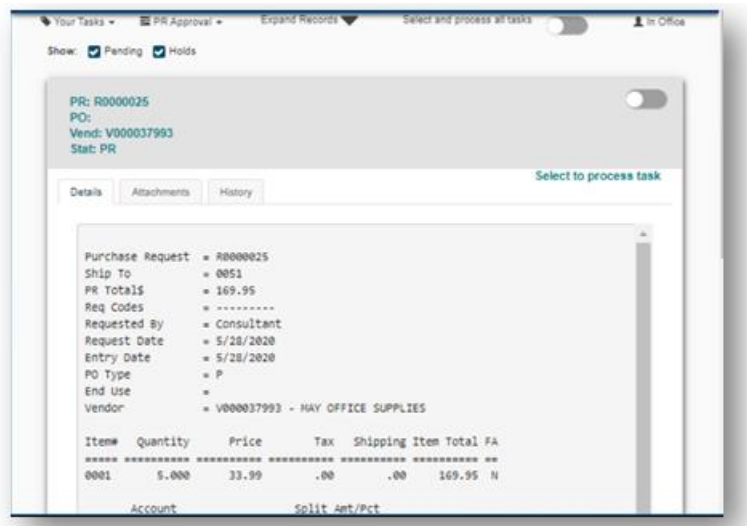 Your Tasks PR Approval Expand Records Select and process all tasks In Office
Show: Pending Holds
PR: R0000025
PO:
Vend: V000037993
Stat: PR
Select to process task
Details Attachments History
Purchase Request = R0000025
Ship To = 0051
PR Total$ = 169.95
Req Codes = ---------
Requested By = Consultant
Request Date = 5/28/2020
Entry Date = 5/28/2020
PO Type = P
End Use =
Vendor = V000037993 - MAY OFFICE SUPPLIES
Item# Quantity Price Tax Shipping Item Total FA
===== ========== ========== ========== ========== ========== ==
0001 5.000 33.99 .00 .00 169.95 N
Account Split Amt/Pct